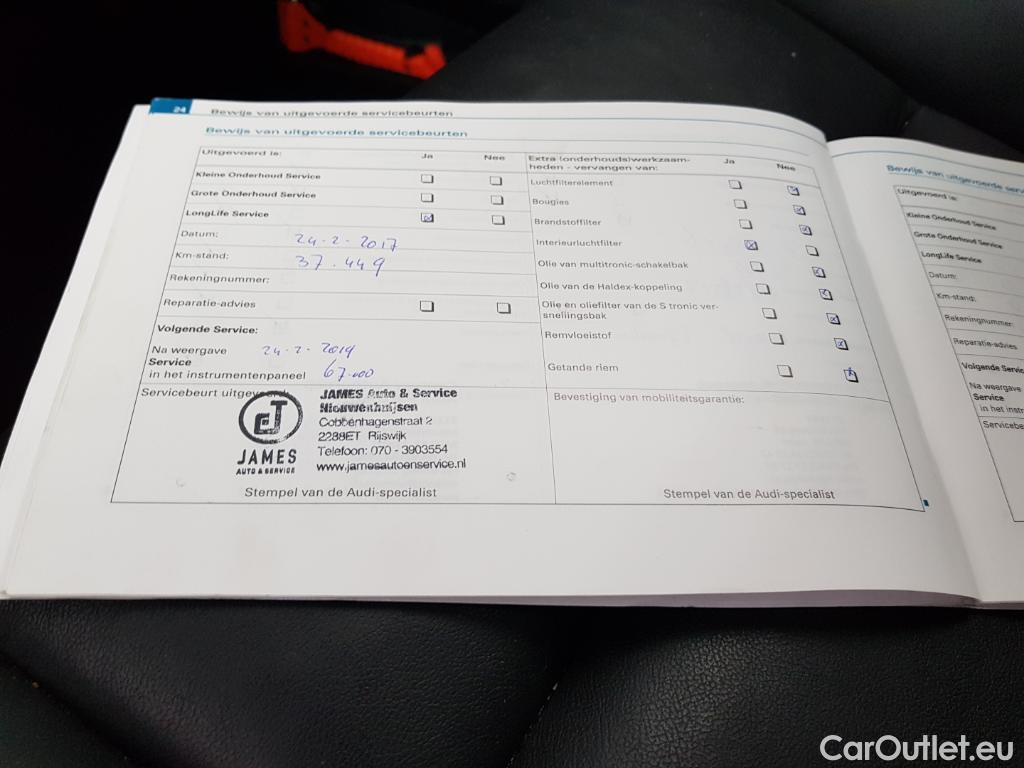 24 Bewijs van uitgevoerde servicebeurten
Bewijs van uitgevoerde servicebeurten
Uitgevoerd is: Ja Nee
Kleine Onderhoud Service
Grote Onderhoud Service
LongLife Service
Datum: 24-2-2017
Km-stand: 37.449
Rekeningnummer:
Reparatie-advies
Volgende Service:
Na weergave 24-2-2019
Service
in het instrumentenpaneel 67.000
Servicebeurt uitgevoerd:
JAMES
AUTO & SERVICE
JAMES Auto & Service
Nieuwenhuijsen
Cobbenhagenstraat 2
2288ET Rijswijk
Telefoon: 070 - 3903554
www.jamesautoenservice.nl
Stempel van de Audi-specialist
Extra (onderhouds)werkzaam- Ja Nee
heden - vervangen van:
Luchtfilterelement
Bougies
Brandstoffilter
Interieurluchtfilter
Olie van multitronic-schakelbak
Olie van de Haldex-koppeling
Olie en oliefilter van de S tronic ver-
snellingsbak
Remvloeistof
Getande riem
Bevestiging van mobiliteitsgarantie:
Stempel van de Audi-specialist
Bewijs van uitgevoerde
Uitgevoerd is:
Kleine Onderhoud Service
Grote Onderhoud Service
LongLife Service
Datum:
Km-stand:
Rekeningnummer:
Reparatie-advies
Volgende
Na weergave
Service
in het
CarOutlet.eu